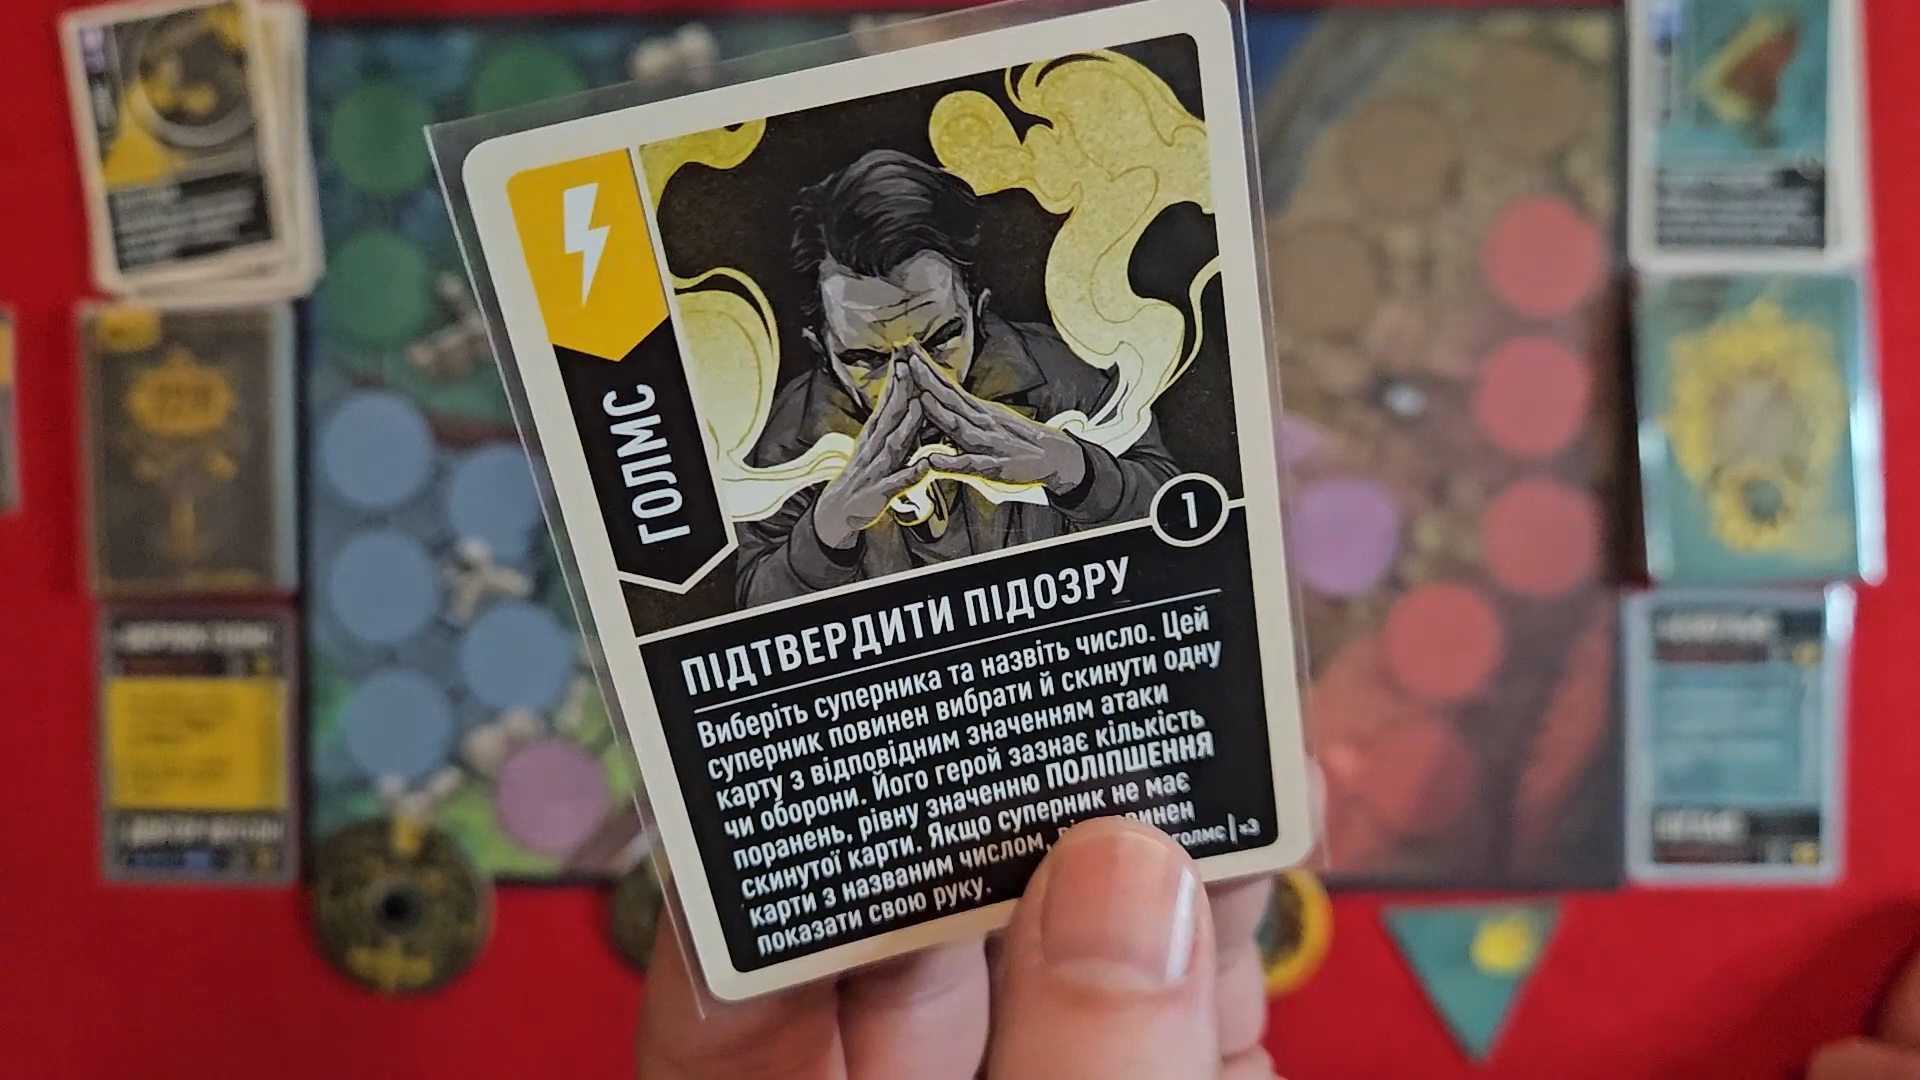 ГОЛМС
1
ПІДТВЕРДИТИ ПІДОЗРУ
Виберіть суперника та назвіть число. Цей
суперник повинен вибрати й скинути одну
карту з відповідним значенням атаки
чи оборони. Його герой зазнає кількість
поранень, рівну значенню ПОЛІПШЕННЯ
скинутої карти. Якщо суперник не має
карти з названим числом,
показати свою руку.
ГОЛМС | x3